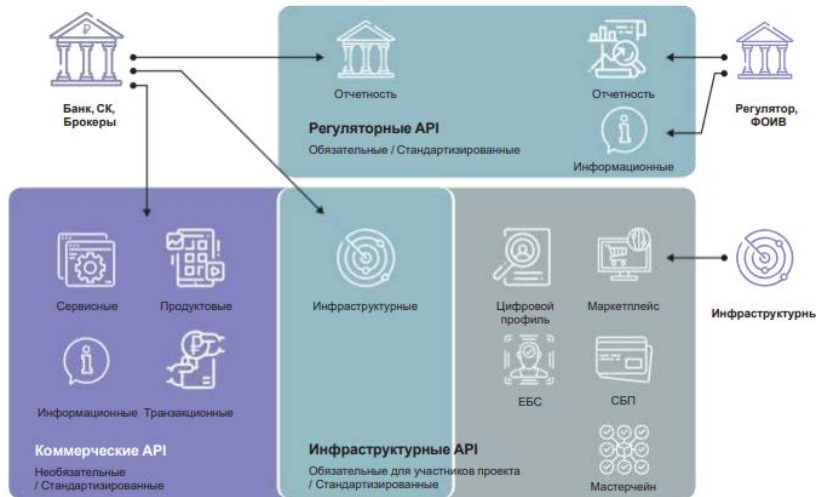 Банк, СК,
Брокеры
Отчетность
Отчетность
Регулятор,
ФОИВ
Регуляторные API
Обязательные / Стандартизированные
Информационные
Сервисные
Продуктовые
Инфраструктурные
Цифровой
профиль
Маркетплейс
Инфраструктурн
Информационные
Транзакционные
ЕБС
СБП
Коммерческие API
Необязательные
/ Стандартизированные
Инфраструктурные API
Обязательные для участников проекта
/ Стандартизированные
Мастерчейн